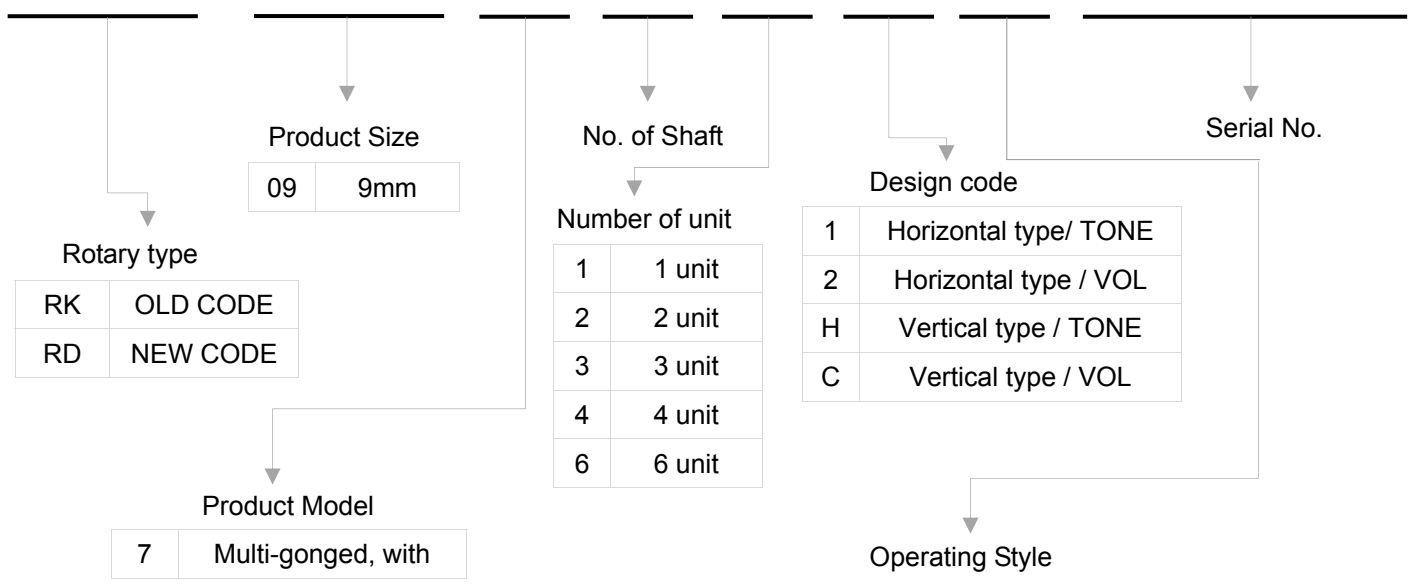 Product Size
09 9mm
No. of Shaft
Serial No.
Rotary type
RK OLD CODE
RD NEW CODE
Number of unit
1 1 unit
2 2 unit
3 3 unit
4 4 unit
6 6 unit
Design code
1 Horizontal type/ TONE
2 Horizontal type / VOL
H Vertical type / TONE
C Vertical type / VOL
Product Model
7 Multi-gonged, with
Operating Style